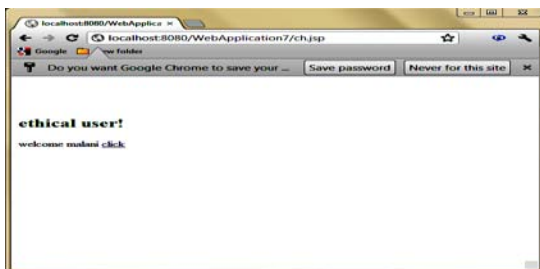 localhost:8080/WebApplica ×
localhost:8080/WebApplication7/ch.jsp
Google
ew folder
Do you want Google Chrome to save your ... Save password Never for this site ×
ethical user!
welcome malani click